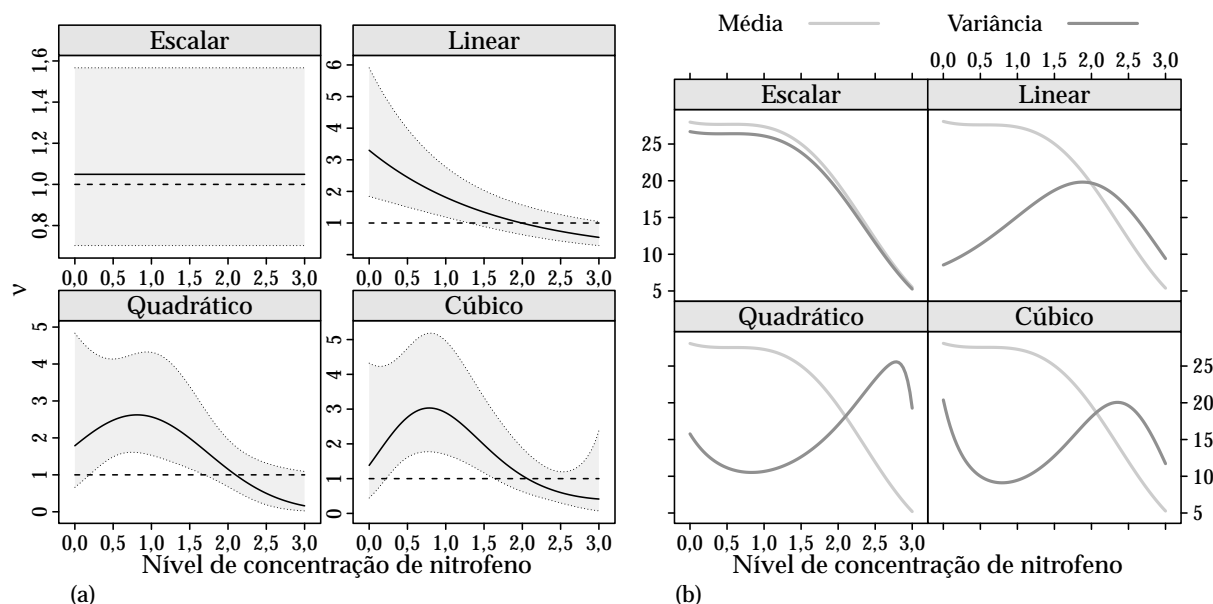 Média Variância
0,0 0,5 1,0 1,5 2,0 2,5 3,0
Escalar Linear
0,8 1,0 1,2 1,4 1,6
1 2 3 4 5 6
0,0 0,5 1,0 1,5 2,0 2,5 3,0 0,0 0,5 1,0 1,5 2,0 2,5 3,0
ν
Quadrático Cúbico
0 1 2 3 4 5
0 1 2 3 4 5
0,0 0,5 1,0 1,5 2,0 2,5 3,0 0,0 0,5 1,0 1,5 2,0 2,5 3,0
Nível de concentração de nitrofeno
(a)
Escalar Linear
25
20
15
10
5
Quadrático Cúbico
25
20
15
10
5
0,0 0,5 1,0 1,5 2,0 2,5 3,0
Nível de concentração de nitrofeno
(b)